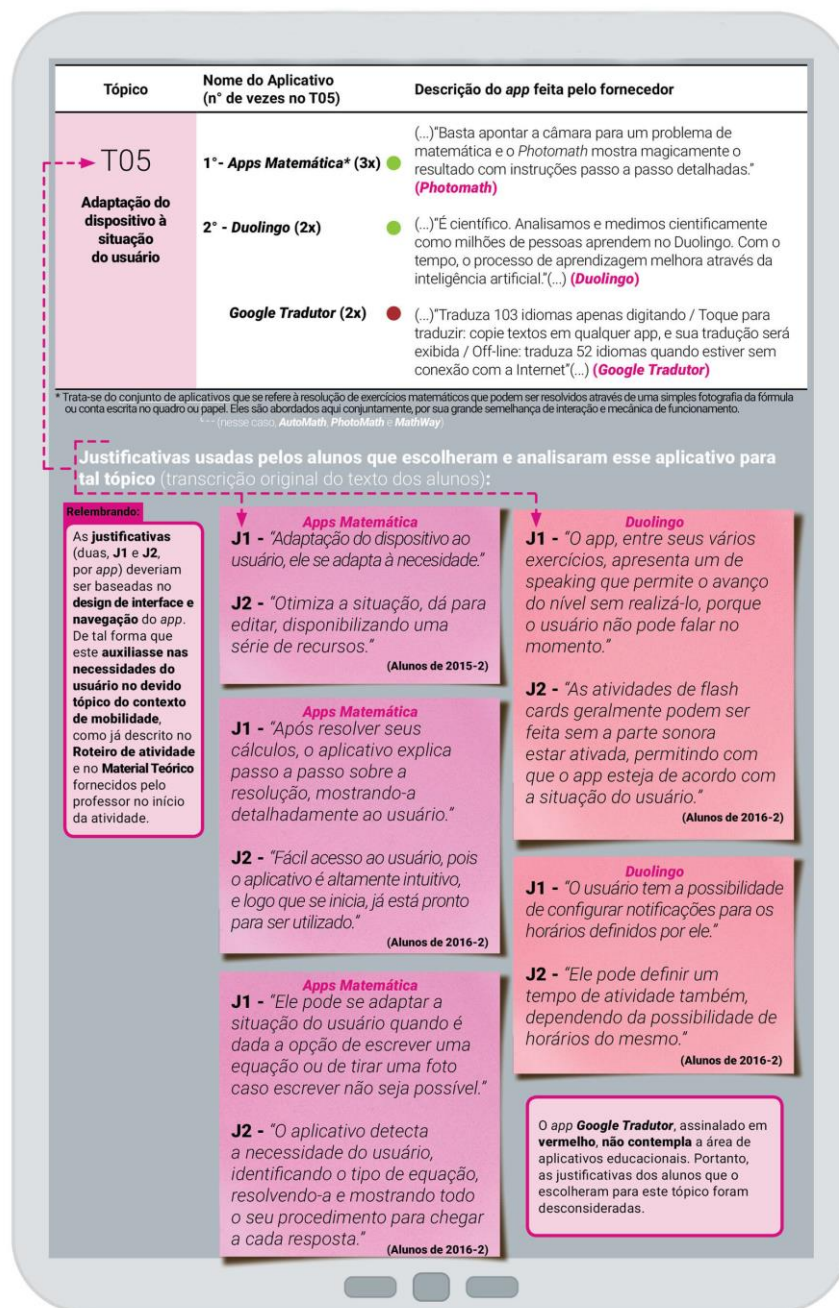 Tópico
Nome do Aplicativo
(n° de vezes no T05)
Descrição do app feita pelo fornecedor
T05
Adaptação do
dispositivo à
situação
do usuário
1°- Apps Matemática* (3x)
(...)“Basta apontar a câmara para um problema de
matemática e o Photomath mostra magicamente o
resultado com instruções passo a passo detalhadas.”
(Photomath)
2° - Duolingo (2x)
(...)“É científico. Analisamos e medimos cientificamente
como milhões de pessoas aprendem no Duolingo. Com o
tempo, o processo de aprendizagem melhora através da
inteligência artificial.”(...) (Duolingo)
Google Tradutor (2x)
(...)“Traduza 103 idiomas apenas digitando / Toque para
traduzir: copie textos em qualquer app, e sua tradução será
exibida / Off-line: traduza 52 idiomas quando estiver sem
conexão com a Internet”(...) (Google Tradutor)
* Trata-se do conjunto de aplicativos que se refere à resolução de exercícios matemáticos que podem ser resolvidos através de uma simples fotografia da fórmula
ou conta escrita no quadro ou papel. Eles são abordados aqui conjuntamente, por sua grande semelhança de interação e mecânica de funcionamento.
(nesse caso, AutoMath, PhotoMath e MathWay)
Justificativas usadas pelos alunos que escolheram e analisaram esse aplicativo para
tal tópico (transcrição original do texto dos alunos):
Relembrando:
As justificativas
(duas, J1 e J2,
por app) deveriam
ser baseadas no
design de interface e
navegação do app.
De tal forma que
este auxiliasse nas
necessidades do
usuário no devido
tópico do contexto
de mobilidade,
como já descrito no
Roteiro de atividade
e no Material Teórico
fornecidos pelo
professor no início
da atividade.
Apps Matemática
J1 - “Adaptação do dispositivo ao
usuário, ele se adapta à necesidade.”
J2 - “Otimiza a situação, dá para
editar, disponibilizando uma
série de recursos.”
(Alunos de 2015-2)
Apps Matemática
J1 - “Após resolver seus
cálculos, o aplicativo explica
passo a passo sobre a
resolução, mostrando-a
detalhadamente ao usuário.”
J2 - “Fácil acesso ao usuário, pois
o aplicativo é altamente intuitivo,
e logo que se inicia, já está pronto
para ser utilizado.”
(Alunos de 2016-2)
Apps Matemática
J1 - “Ele pode se adaptar a
situação do usuário quando é
dada a opção de escrever uma
equação ou de tirar uma foto
caso escrever não seja possível.”
J2 - “O aplicativo detecta
a necessidade do usuário,
identificando o tipo de equação,
resolvendo-a e mostrando todo
o seu procedimento para chegar
a cada resposta.”
(Alunos de 2016-2)
Duolingo
J1 - “O app, entre seus vários
exercícios, apresenta um de
speaking que permite o avanço
do nível sem realizá-lo, porque
o usuário não pode falar no
momento.”
J2 - “As atividades de flash
cards geralmente podem ser
feita sem a parte sonora
estar ativada, permitindo com
que o app esteja de acordo com
a situação do usuário.”
(Alunos de 2016-2)
Duolingo
J1 - “O usuário tem a possibilidade
de configurar notificações para os
horários definidos por ele.”
J2 - “Ele pode definir um
tempo de atividade também,
dependendo da possibilidade de
horários do mesmo.”
(Alunos de 2016-2)
O app Google Tradutor, assinalado em
vermelho, não contempla a área de
aplicativos educacionais. Portanto,
as justificativas dos alunos que o
escolheram para este tópico foram
desconsideradas.